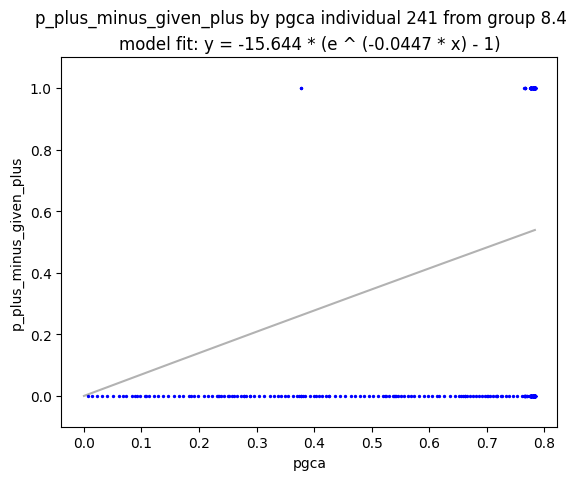 p_plus_minus_given_plus by pgca individual 241 from group 8.4
model fit: y = -15.644 * (e ^ (-0.0447 * x) - 1)
1.0
0.8
0.6
0.4
0.2
0.0
p_plus_minus_given_plus
0.0 0.1 0.2 0.3 0.4 0.5 0.6 0.7 0.8
pgca